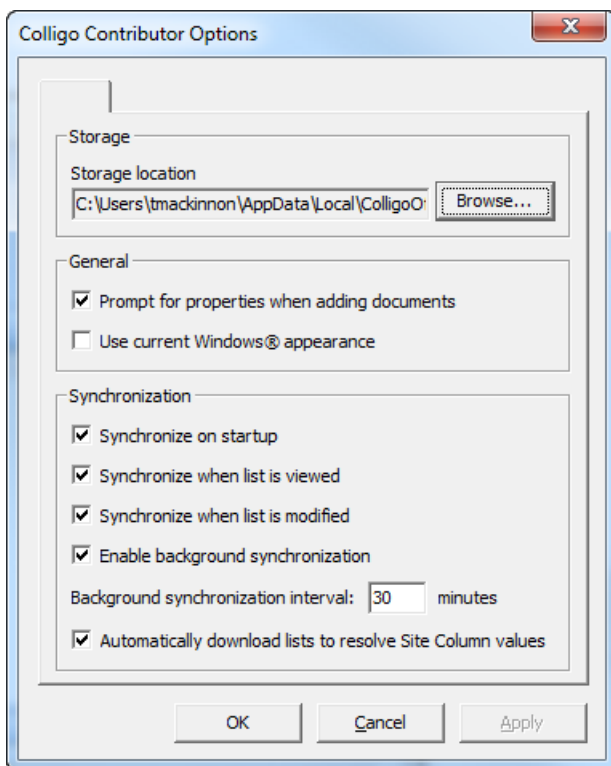 Colligo Contributor Options
Storage
Storage location
C:\Users\tmackinnon\AppData\Local\ColligoO
Browse...
General
Prompt for properties when adding documents
Use current Windows® appearance
Synchronization
Synchronize on startup
Synchronize when list is viewed
Synchronize when list is modified
Enable background synchronization
Background synchronization interval: 30 minutes
Automatically download lists to resolve Site Column values
OK Cancel Apply